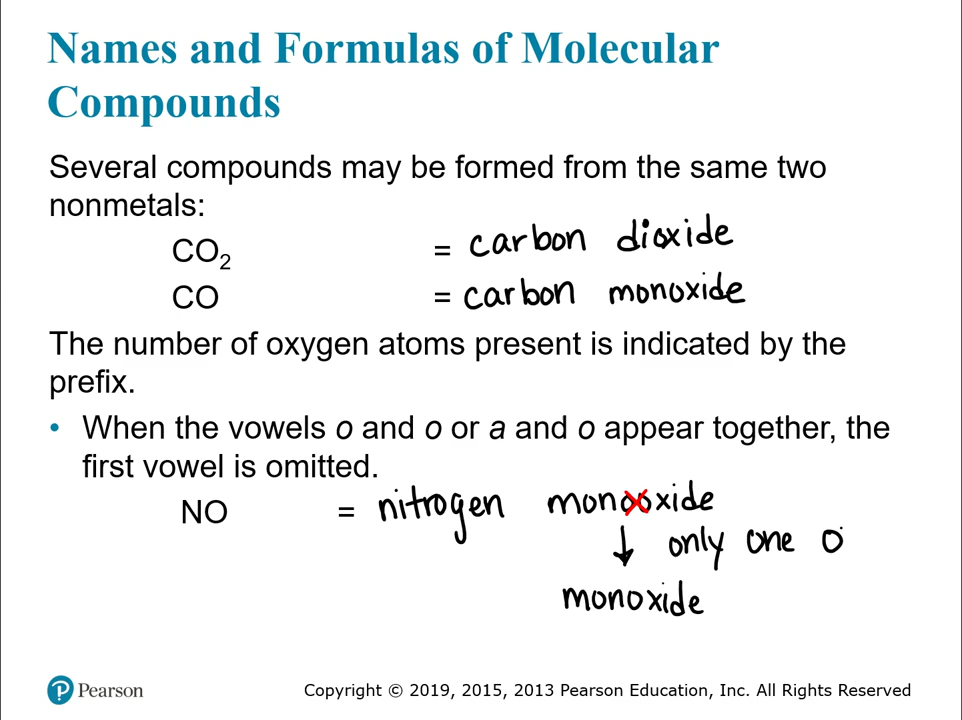 Names and Formulas of Molecular
Compounds
Several compounds may be formed from the same two
nonmetals:
CO₂ = carbon dioxide
CO = carbon monoxide
The number of oxygen atoms present is indicated by the
prefix.
• When the vowels o and o or a and o appear together, the
first vowel is omitted.
NO = nitrogen monooxide
↓ only one o
monoxide
Pearson
Copyright © 2019, 2015, 2013 Pearson Education, Inc. All Rights Reserved